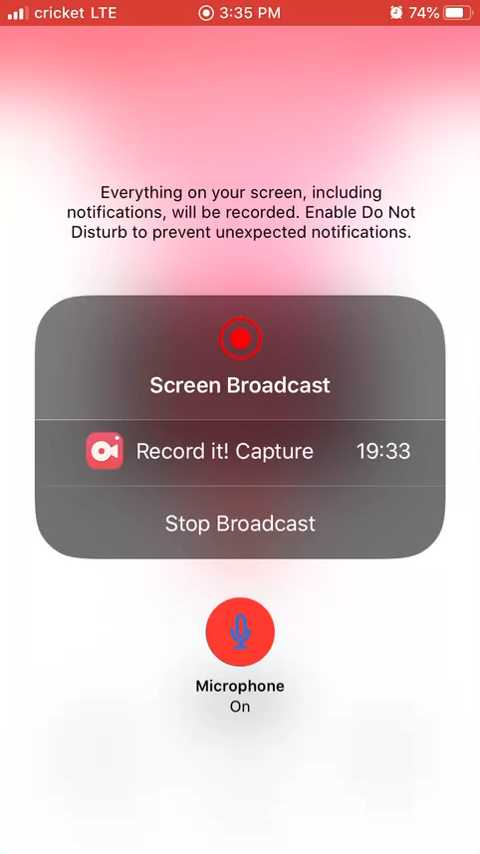 cricket LTE 3:35 PM 74%
Everything on your screen, including
notifications, will be recorded. Enable Do Not
Disturb to prevent unexpected notifications.
Screen Broadcast
Record it! Capture 19:33
Stop Broadcast
Microphone
On